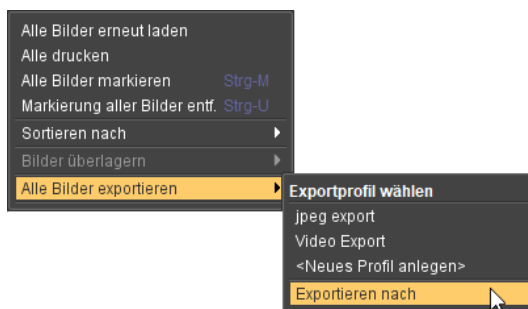 Alle Bilder erneut laden
Alle drucken
Alle Bilder markieren Strg-M
Markierung aller Bilder entf. Strg-U
Sortieren nach
Bilder überlagern
Alle Bilder exportieren
Exportprofil wählen
jpeg export
Video Export
<Neues Profil anlegen>
Exportieren nach